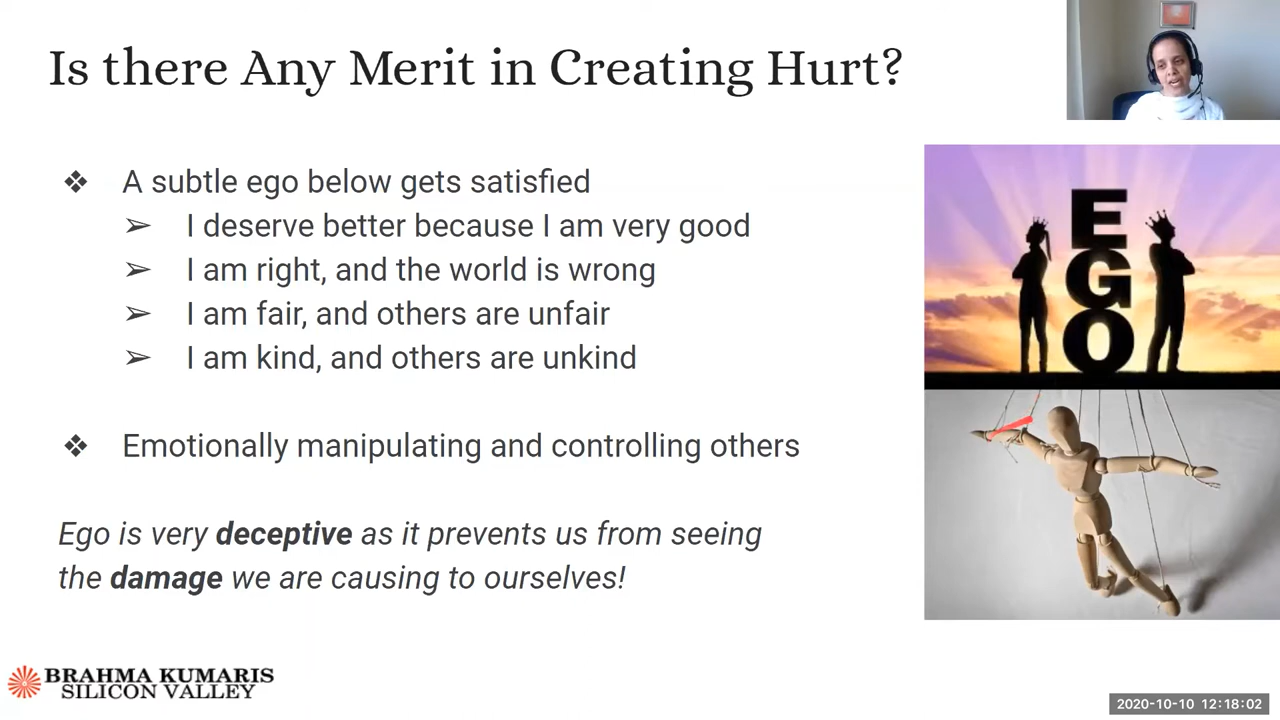 Is there Any Merit in Creating Hurt?
❖ A subtle ego below gets satisfied
➢ I deserve better because I am very good
➢ I am right, and the world is wrong
➢ I am fair, and others are unfair
➢ I am kind, and others are unkind
❖ Emotionally manipulating and controlling others
Ego is very deceptive as it prevents us from seeing
the damage we are causing to ourselves!
E
G
O
BRAHMA KUMARIS
SILICON VALLEY
2020-10-10 12:18:02